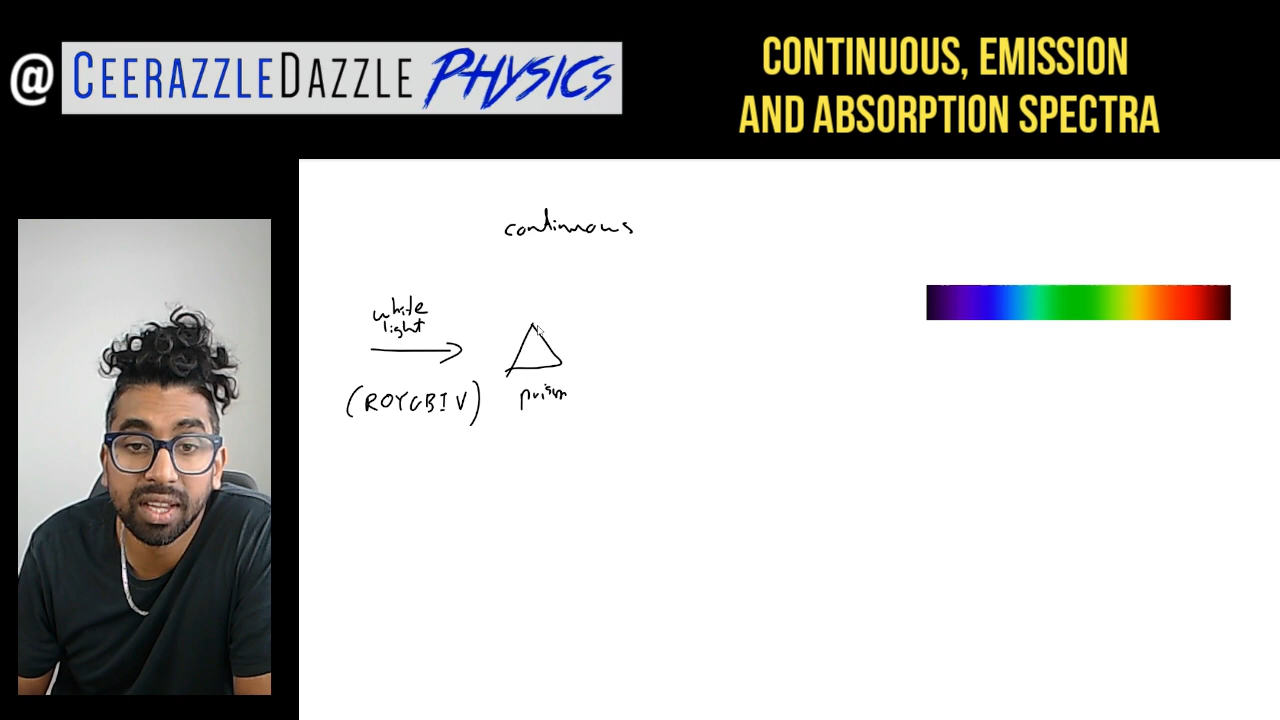 @ CEERAZZLEDAZZLE PHYSICS
CONTINUOUS, EMISSION
AND ABSORPTION SPECTRA
continuous
white
light
(ROYGBIV)
prism